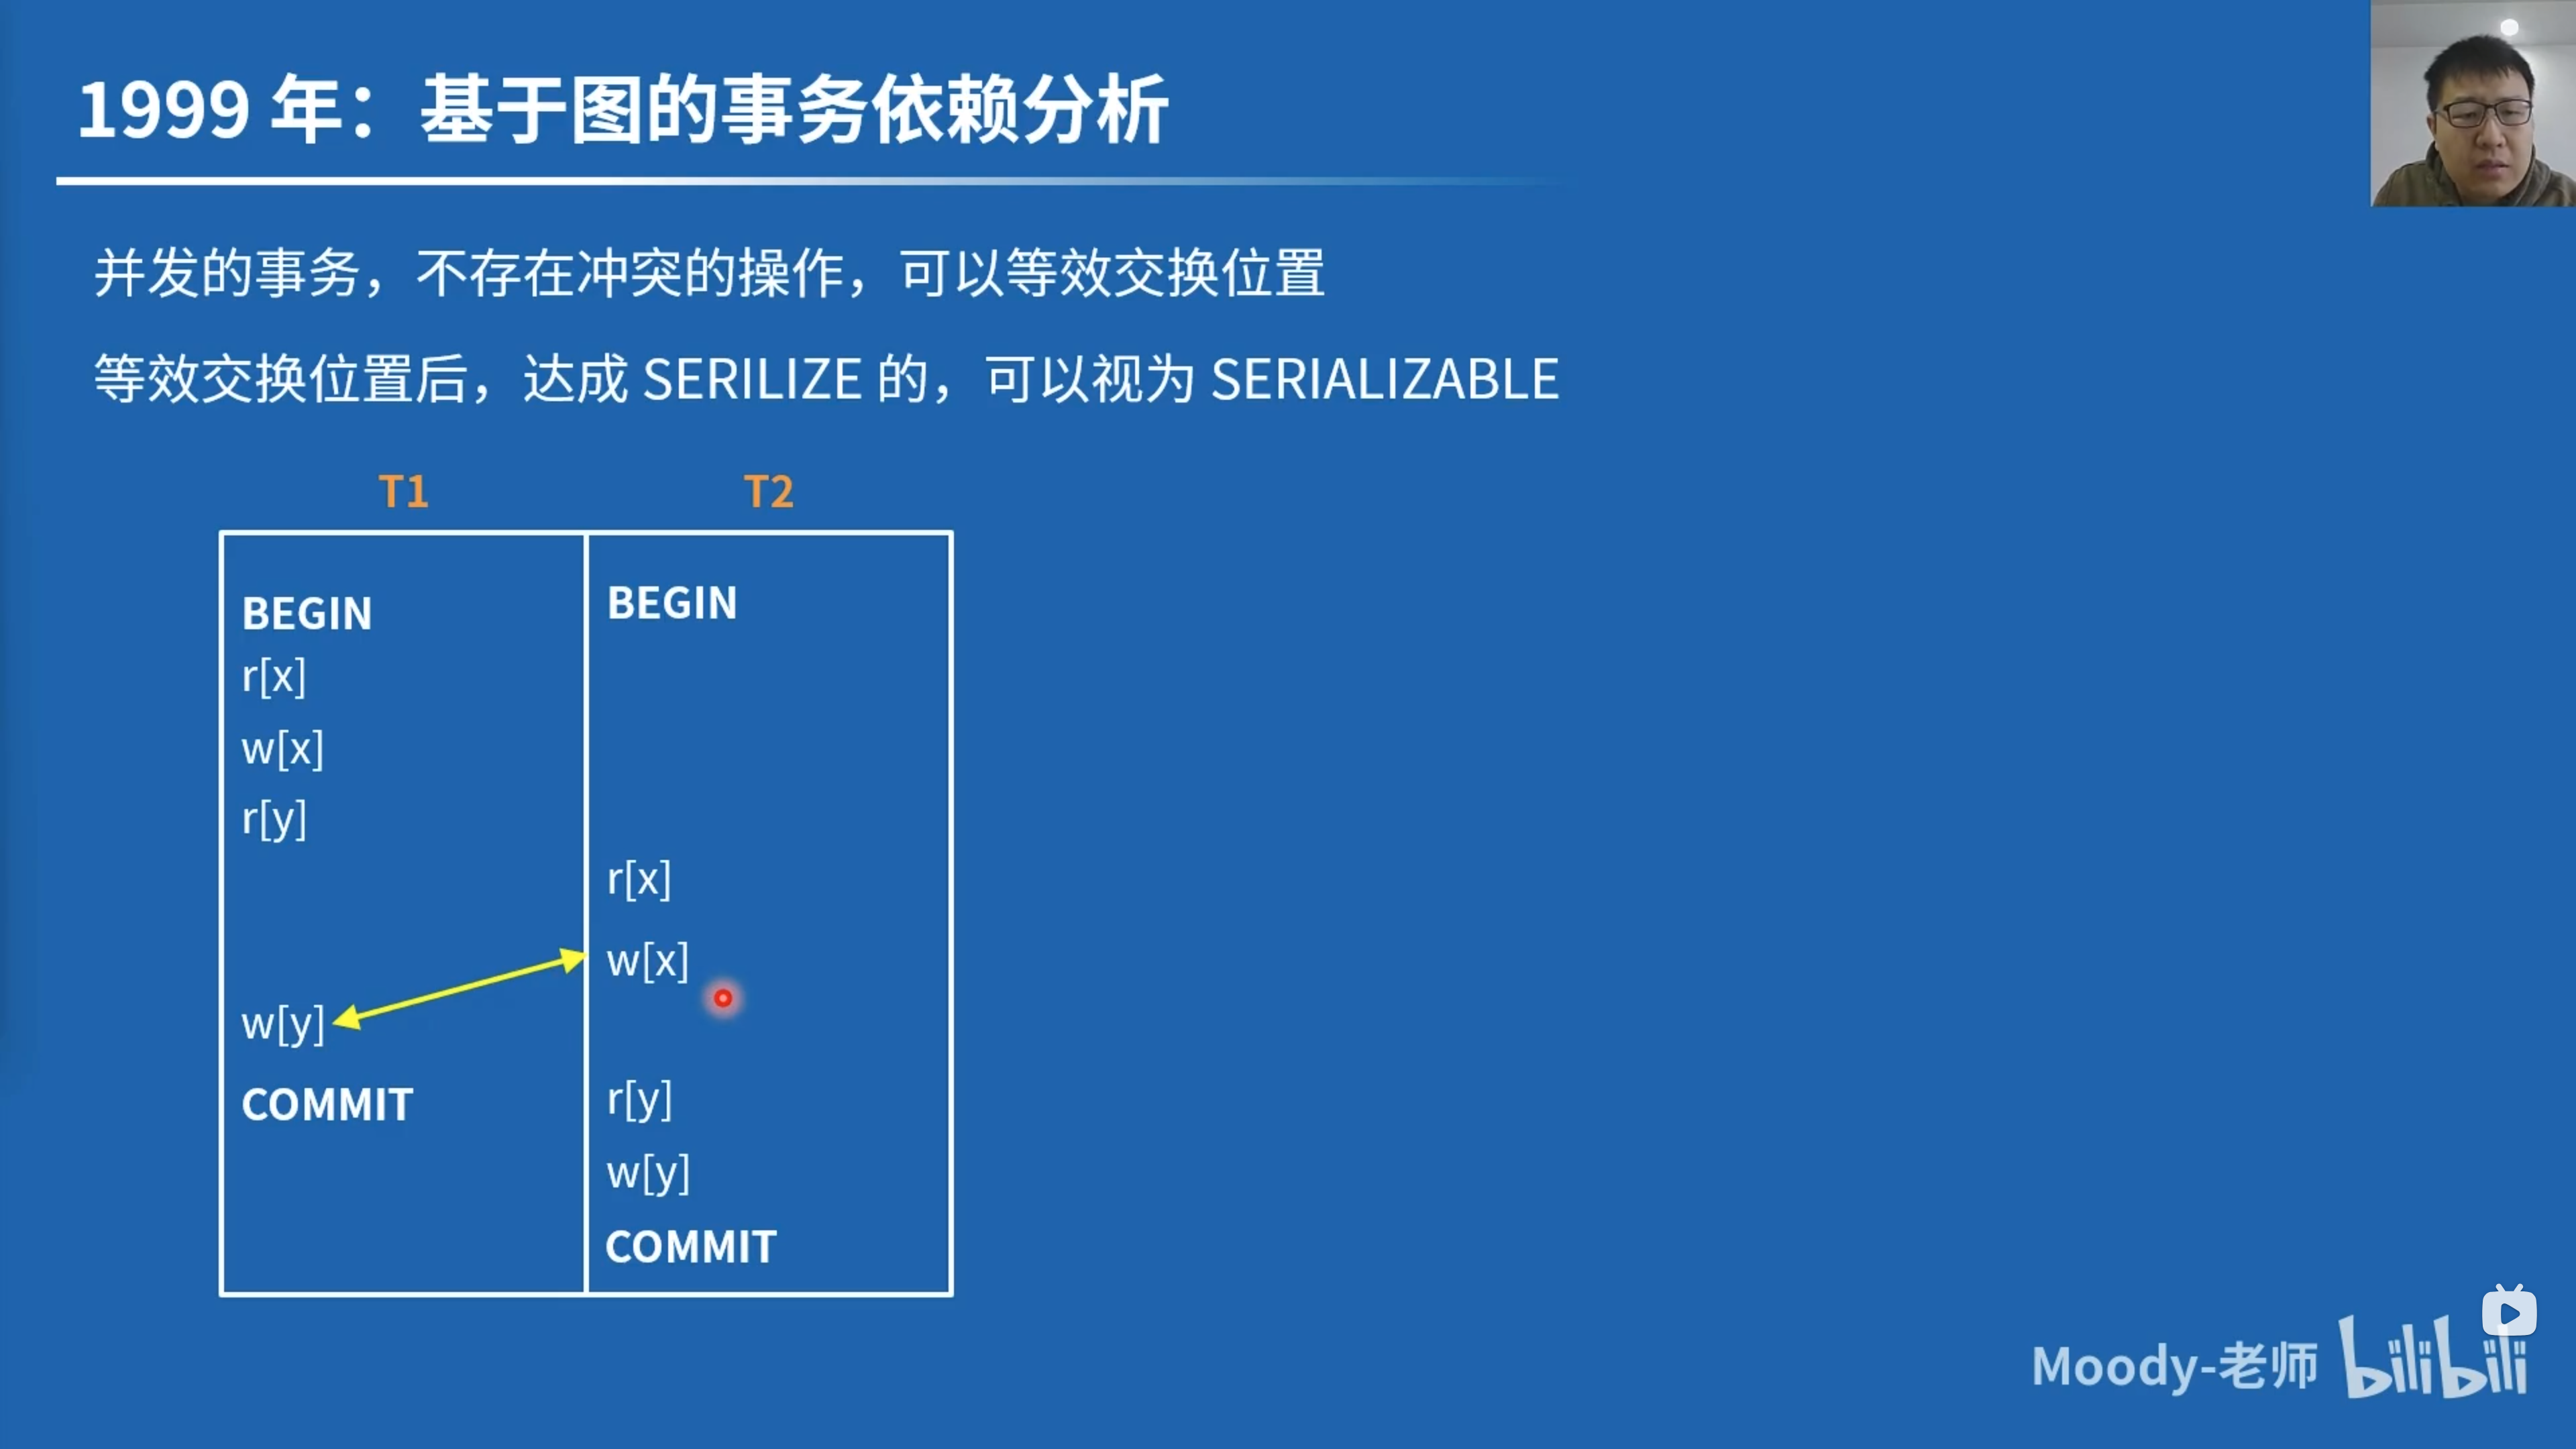 1999 年：基于图的事务依赖分析
并发的事务，不存在冲突的操作，可以等效交换位置
等效交换位置后，达成 SERILIZE 的，可以视为 SERIALIZABLE
T1
T2
BEGIN
r[x]
w[x]
r[y]
w[y]
COMMIT
BEGIN
r[x]
w[x]
r[y]
w[y]
COMMIT
Moody-老师 bilibili